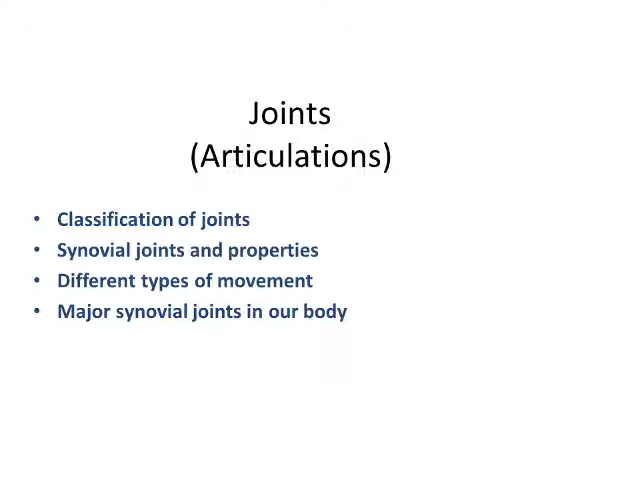 Joints
(Articulations)
• Classification of joints
• Synovial joints and properties
• Different types of movement
• Major synovial joints in our body